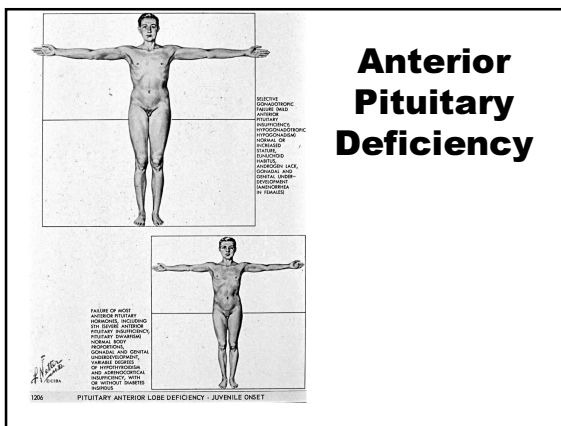 Anterior
Pituitary
Deficiency
SELECTIVE
GONADOTROPIC
FAILURE (MILD
ANTERIOR
PITUITARY
INSUFFICIENCY)
HYPOGONADOTROPIC
HYPOGONADISM)
NORMAL OR
INCREASED
STATURE,
EUNUCHOID
HABITUS,
ANDROGEN LACK,
GONADAL AND
GENITAL UNDER-
DEVELOPMENT
(AMENORRHEA
IN FEMALES)
FAILURE OF MOST
ANTERIOR PITUITARY
HORMONES, INCLUDING
STH (SEVERE ANTERIOR
PITUITARY INSUFFICIENCY,
PITUITARY DWARFISM)
NORMAL BODY
PROPORTIONS,
GONADAL AND GENITAL
UNDERDEVELOPMENT,
VARIABLE DEGREES
OF HYPOTHYROIDISM
AND ADRENOCORTICAL
INSUFFICIENCY, WITH
OR WITHOUT DIABETES
INSIPIDUS
F. Netter
©CIBA
1206 PITUITARY ANTERIOR LOBE DEFICIENCY - JUVENILE ONSET